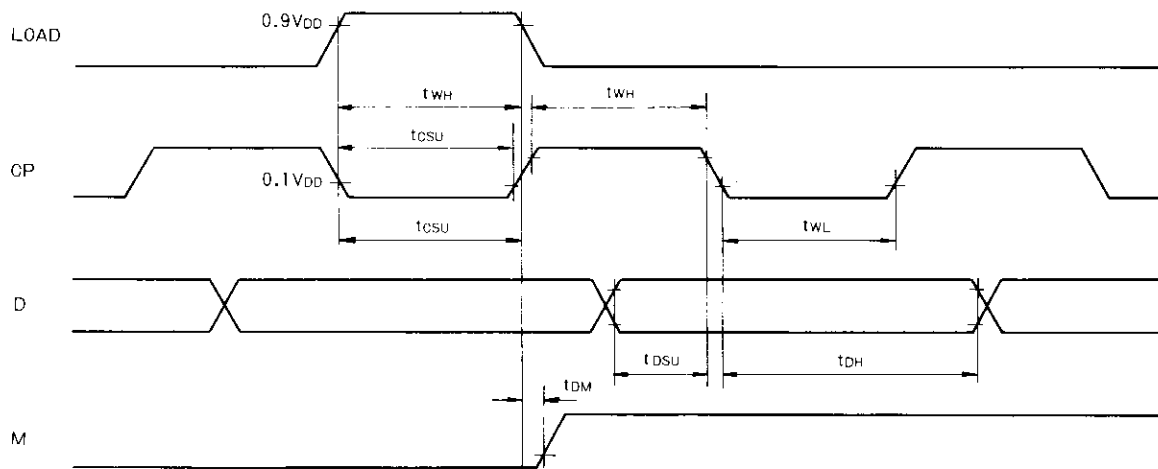 0.9VDD
LOAD
tWH
tWH
tCSU
CP
0.1VDD
tCSU
tWL
D
tDSU
tDH
tDM
M